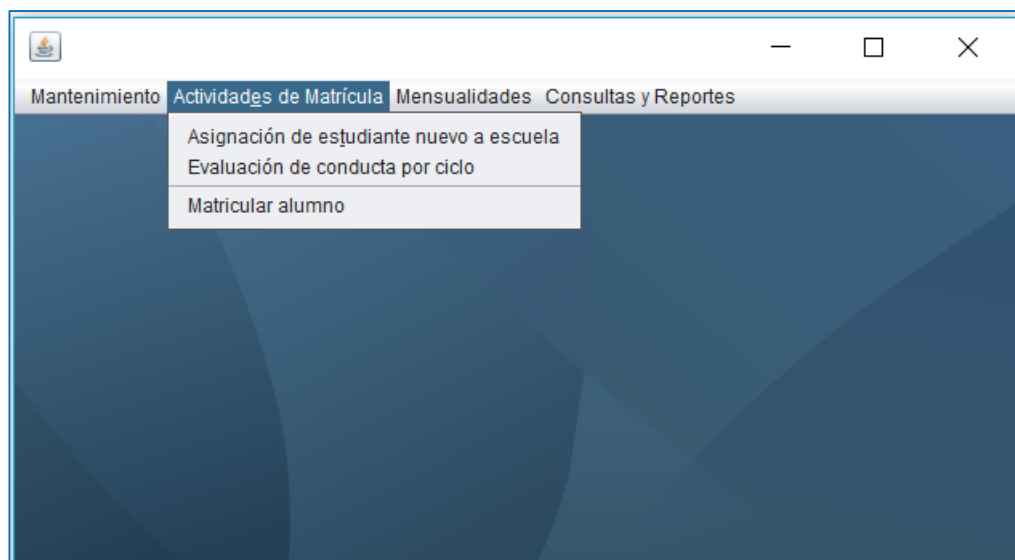 Mantenimiento Actividades de Matrícula Mensualidades Consultas y Reportes
Asignación de estudiante nuevo a escuela
Evaluación de conducta por ciclo
Matricular alumno